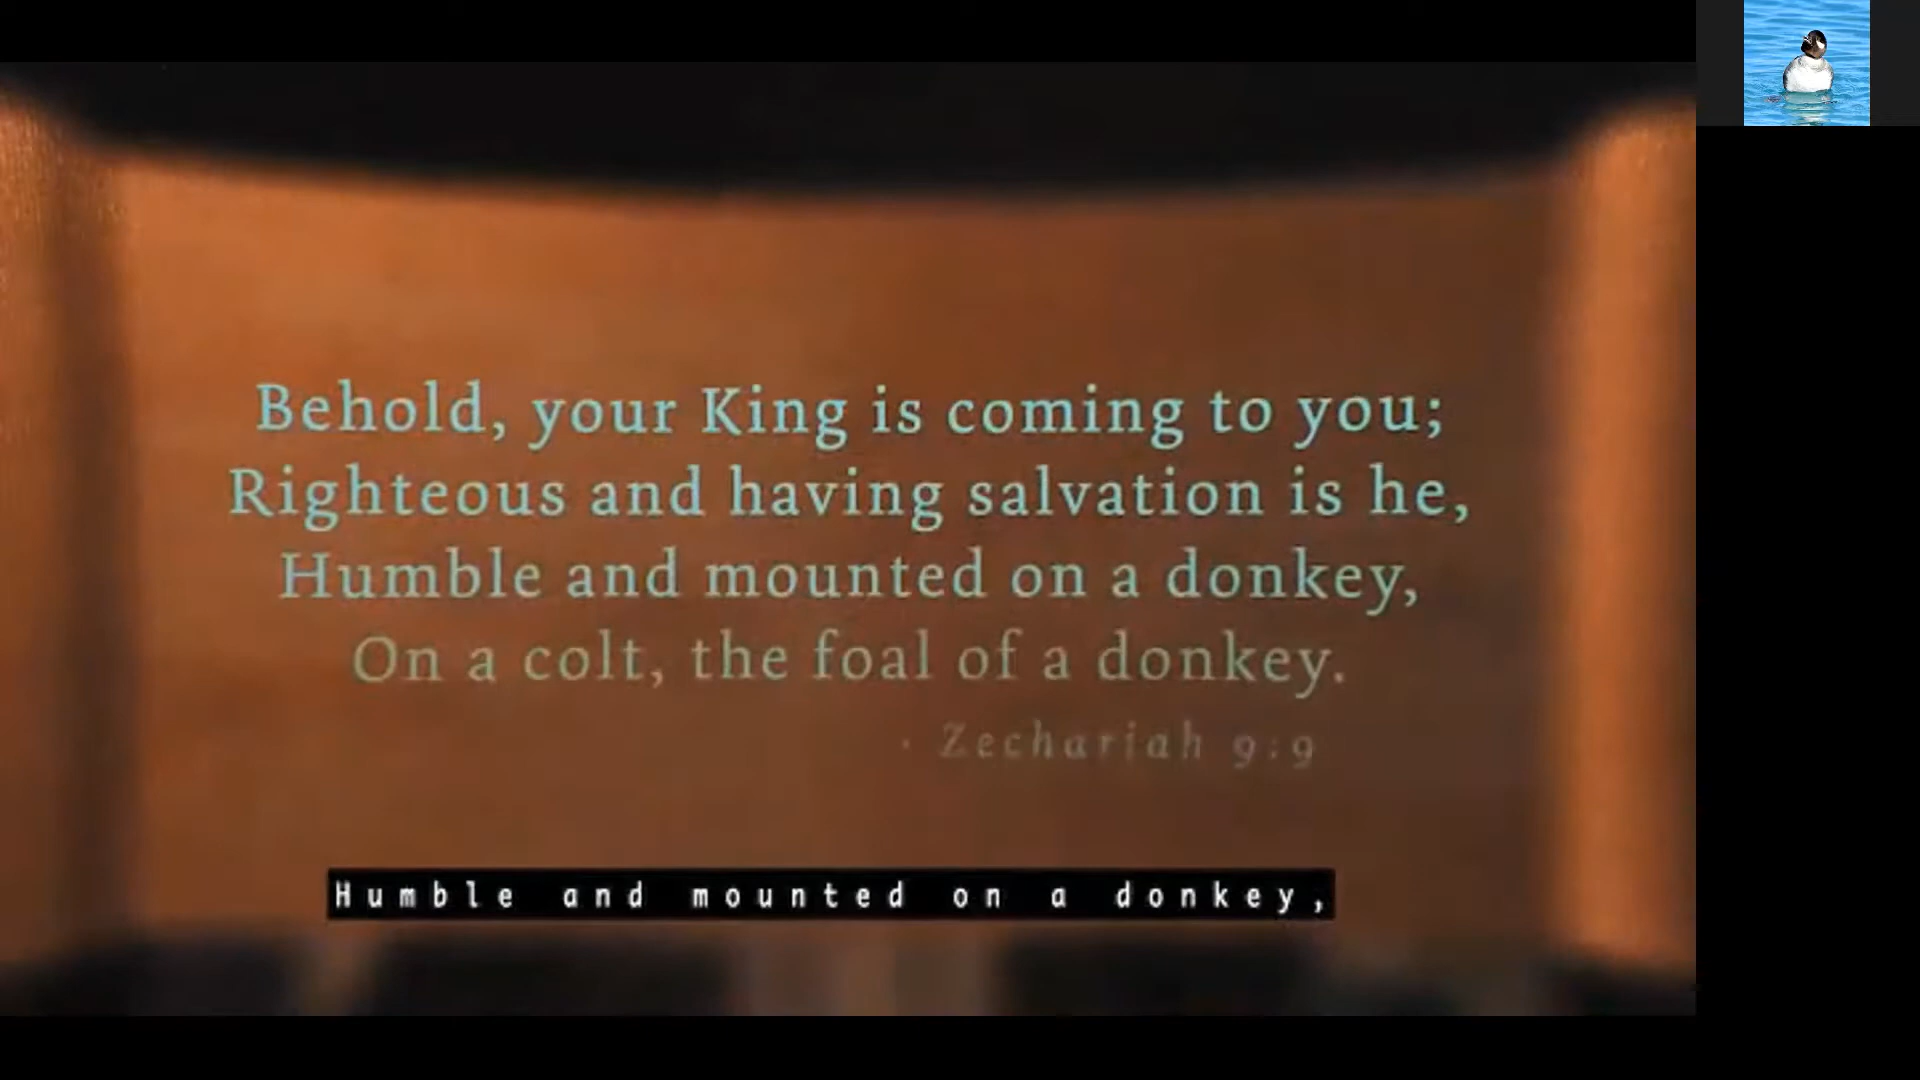 Behold, your King is coming to you;
Righteous and having salvation is he,
Humble and mounted on a donkey,
On a colt, the foal of a donkey.
· Zechariah 9:9
Humble and mounted on a donkey,